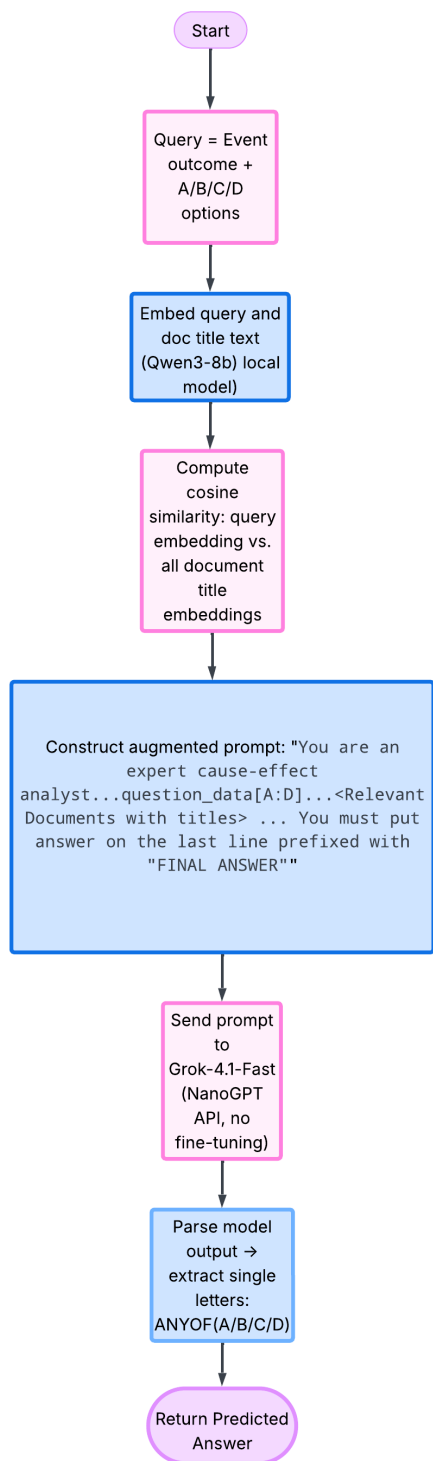 Start
Query = Event
outcome +
A/B/C/D
options
Embed query and
doc title text
(Qwen3-8b) local
model)
Compute
cosine
similarity: query
embedding vs.
all document
title
embeddings
Construct augmented prompt: "You are an
expert cause-effect
analyst...question_data[A:D]...<Relevant
Documents with titles> ... You must put
answer on the last line prefixed with
"FINAL ANSWER""
Send prompt
to
Grok-4.1-Fast
(NanoGPT
API, no
fine-tuning)
Parse model
output →
extract single
letters:
ANYOF(A/B/C/D)
Return Predicted
Answer